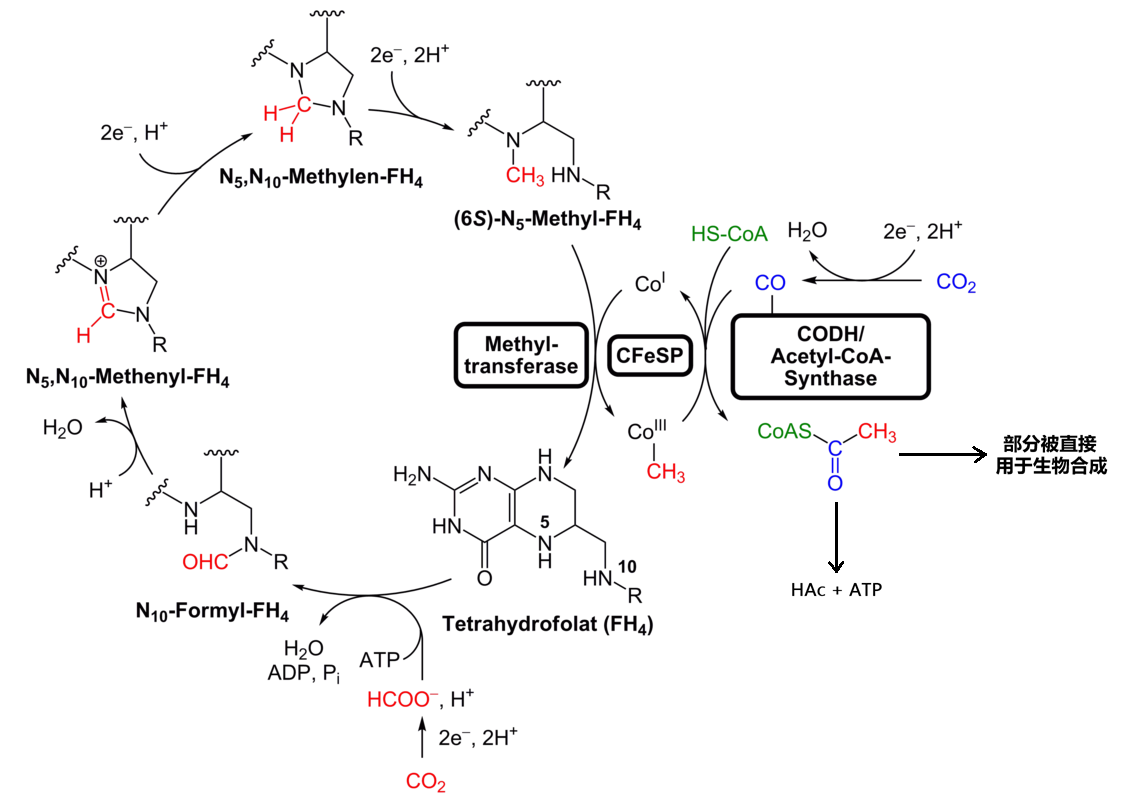 2e⁻, 2H⁺
N
H
C
N
H
R
2e⁻, H⁺
N₅,N₁₀-Methylen-FH₄
N
CH₃
HN
R
(6S)-N₅-Methyl-FH₄
HS-CoA
H₂O
2e⁻, 2H⁺
Coᴵ
CO
CO₂
⊕
N
C
N
H
R
N₅,N₁₀-Methenyl-FH₄
Methyl-
transferase
CFeSP
CODH/
Acetyl-CoA-
Synthase
H₂O
H⁺
Coᴵᴵᴵ
CH₃
CoAS
C
CH₃
O
部分被直接
用于生物合成
HAc + ATP
N
H
N
OHC
R
N₁₀-Formyl-FH₄
H₂N
N
H
N
HN
5
N
H
O
10
HN
R
Tetrahydrofolat (FH₄)
H₂O
ADP, Pᵢ
ATP
HCOO⁻, H⁺
2e⁻, 2H⁺
CO₂